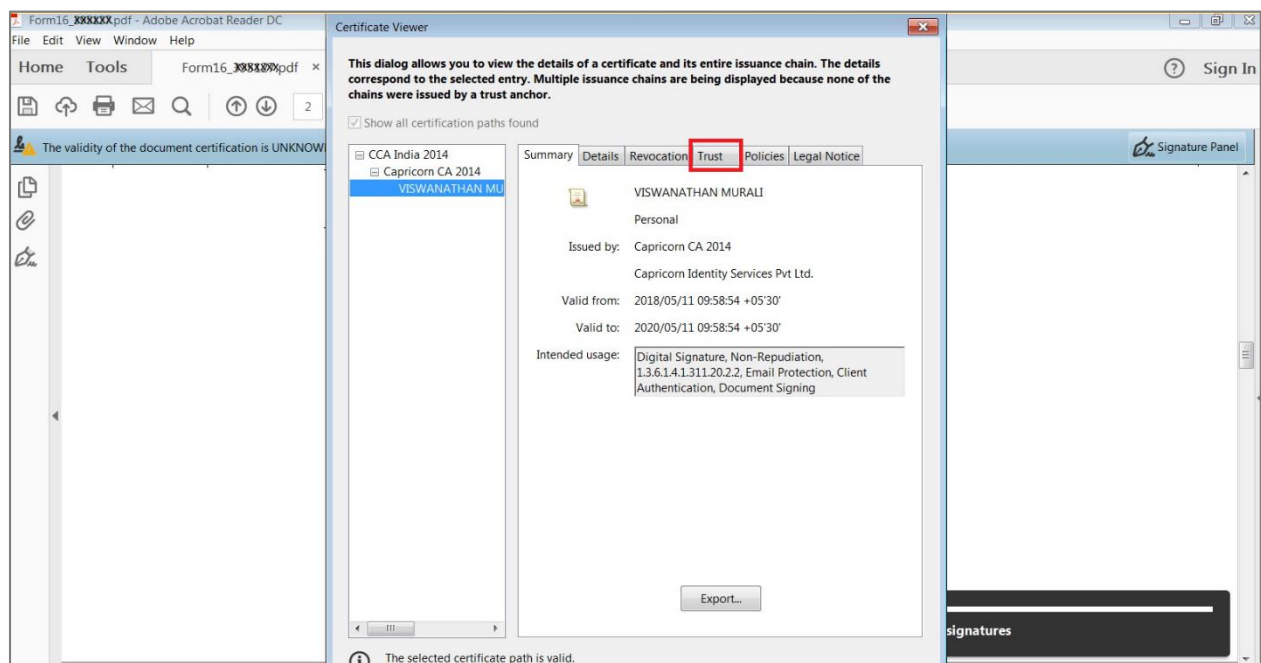 Form16_XXXXXX.pdf - Adobe Acrobat Reader DC
File Edit View Window Help
Home Tools Form16_ pdf ×
2
The validity of the document certification is UNKNOW
Sign In
Signature Panel
Certificate Viewer
This dialog allows you to view the details of a certificate and its entire issuance chain. The details
correspond to the selected entry. Multiple issuance chains are being displayed because none of the
chains were issued by a trust anchor.
Show all certification paths found
CCA India 2014
Capricorn CA 2014
VISWANATHAN MU
Summary Details Revocation Trust Policies Legal Notice
VISWANATHAN MURALI
Personal
Issued by: Capricorn CA 2014
Capricorn Identity Services Pvt Ltd.
Valid from: 2018/05/11 09:58:54 +05'30'
Valid to: 2020/05/11 09:58:54 +05'30'
Intended usage: Digital Signature, Non-Repudiation,
1.3.6.1.4.1.311.20.2.2, Email Protection, Client
Authentication, Document Signing
Export...
signatures
The selected certificate path is valid.